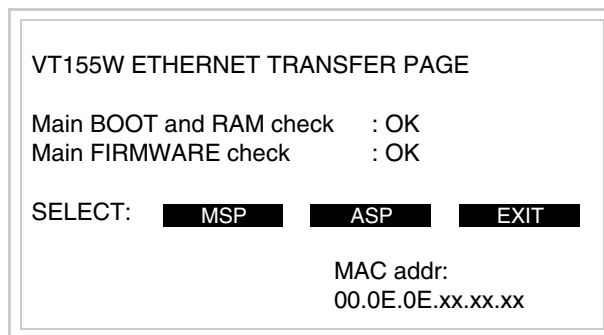 VT155W ETHERNET TRANSFER PAGE
Main BOOT and RAM check : OK
Main FIRMWARE check : OK
SELECT: MSP ASP EXIT
MAC addr:
00.0E.0E.xx.xx.xx